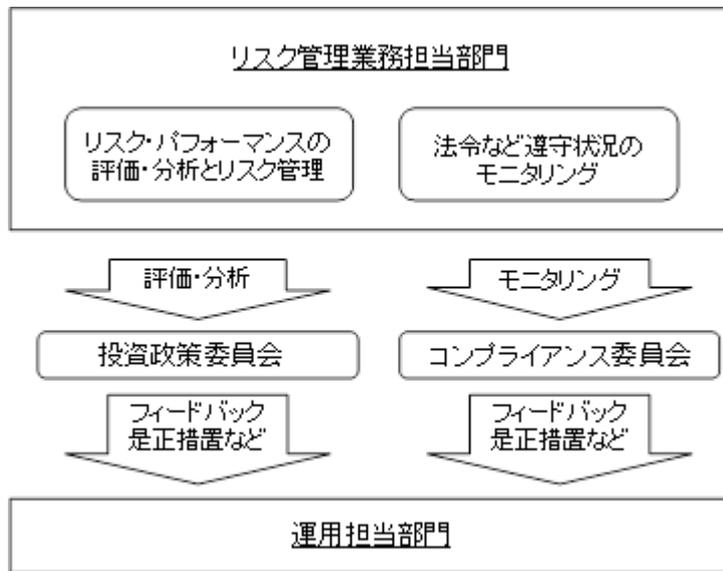 リスク管理業務担当部門
リスク・パフォーマンスの
評価・分析とリスク管理
法令など遵守状況の
モニタリング
評価・分析
モニタリング
投資政策委員会
コンプライアンス委員会
フィードバック
是正措置など
フィードバック
是正措置など
運用担当部門